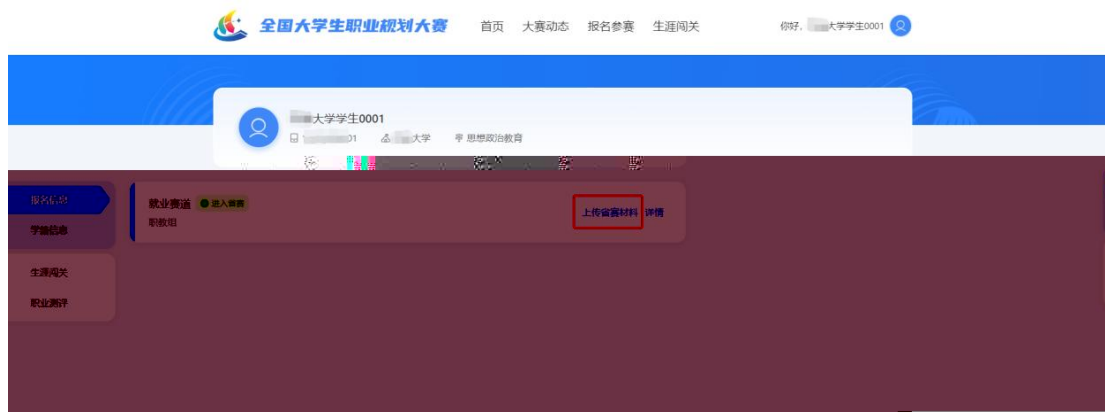 全国大学生职业规划大赛 首页 大赛动态 报名参赛 生涯闯关 你好, 大学学生0001
大学学生0001
01 大学 思想政治教育
报名信息
学籍信息
生涯闯关
职业测评
就业赛道 进入省赛 上传省赛材料 详情
职教组